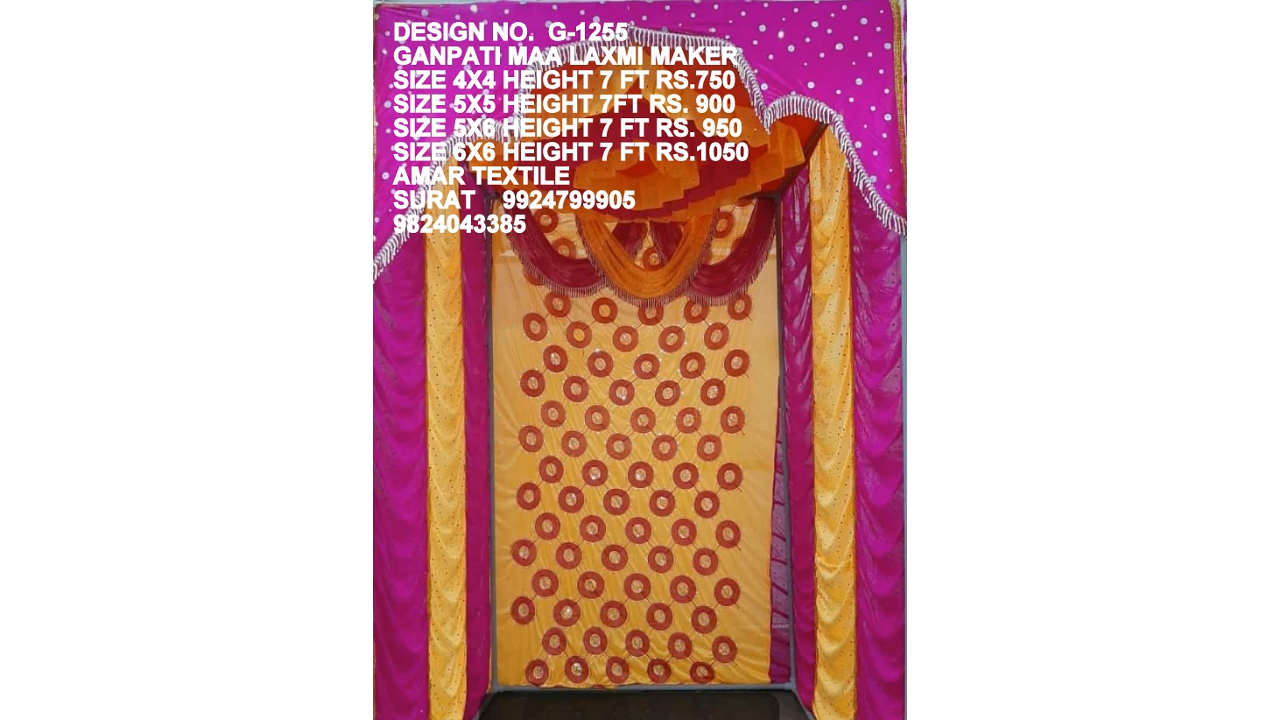 DESIGN NO. G-1255
GANPATI MAA LAXMI MAKER
SIZE 4X4 HEIGHT 7 FT RS.750
SIZE 5X5 HEIGHT 7FT RS. 900
SIZE 5X6 HEIGHT 7 FT RS. 950
SIZE 6X6 HEIGHT 7 FT RS.1050
AMAR TEXTILE
SURAT 9924799905
9824043385